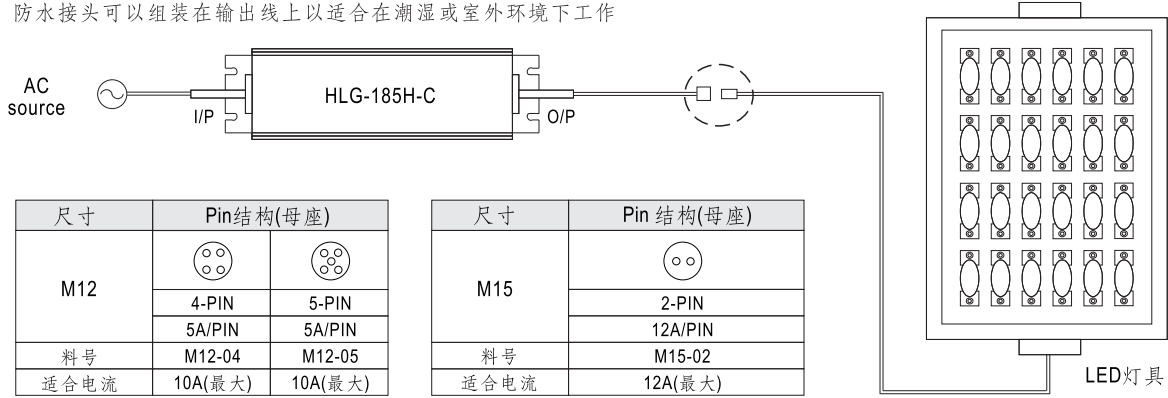 防水接头可以组装在输出线上以适合在潮湿或室外环境下工作
AC
source
I/P
HLG-185H-C
O/P
LED灯具
尺寸 Pin结构(母座)
M12
4-PIN 5-PIN
5A/PIN 5A/PIN
料号 M12-04 M12-05
适合电流 10A(最大) 10A(最大)
尺寸 Pin 结构(母座)
M15
2-PIN
12A/PIN
料号 M15-02
适合电流 12A(最大)